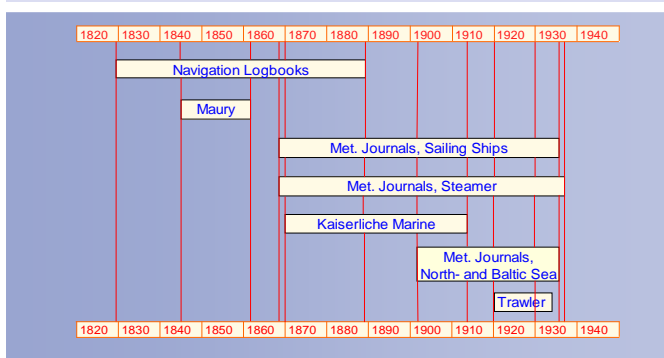 1820 1830 1840 1850 1860 1870 1880 1890 1900 1910 1920 1930 1940
Navigation Logbooks
Maury
Met. Journals, Sailing Ships
Met. Journals, Steamer
Kaiserliche Marine
Met. Journals,
North- and Baltic Sea
Trawler
1820 1830 1840 1850 1860 1870 1880 1890 1900 1910 1920 1930 1940